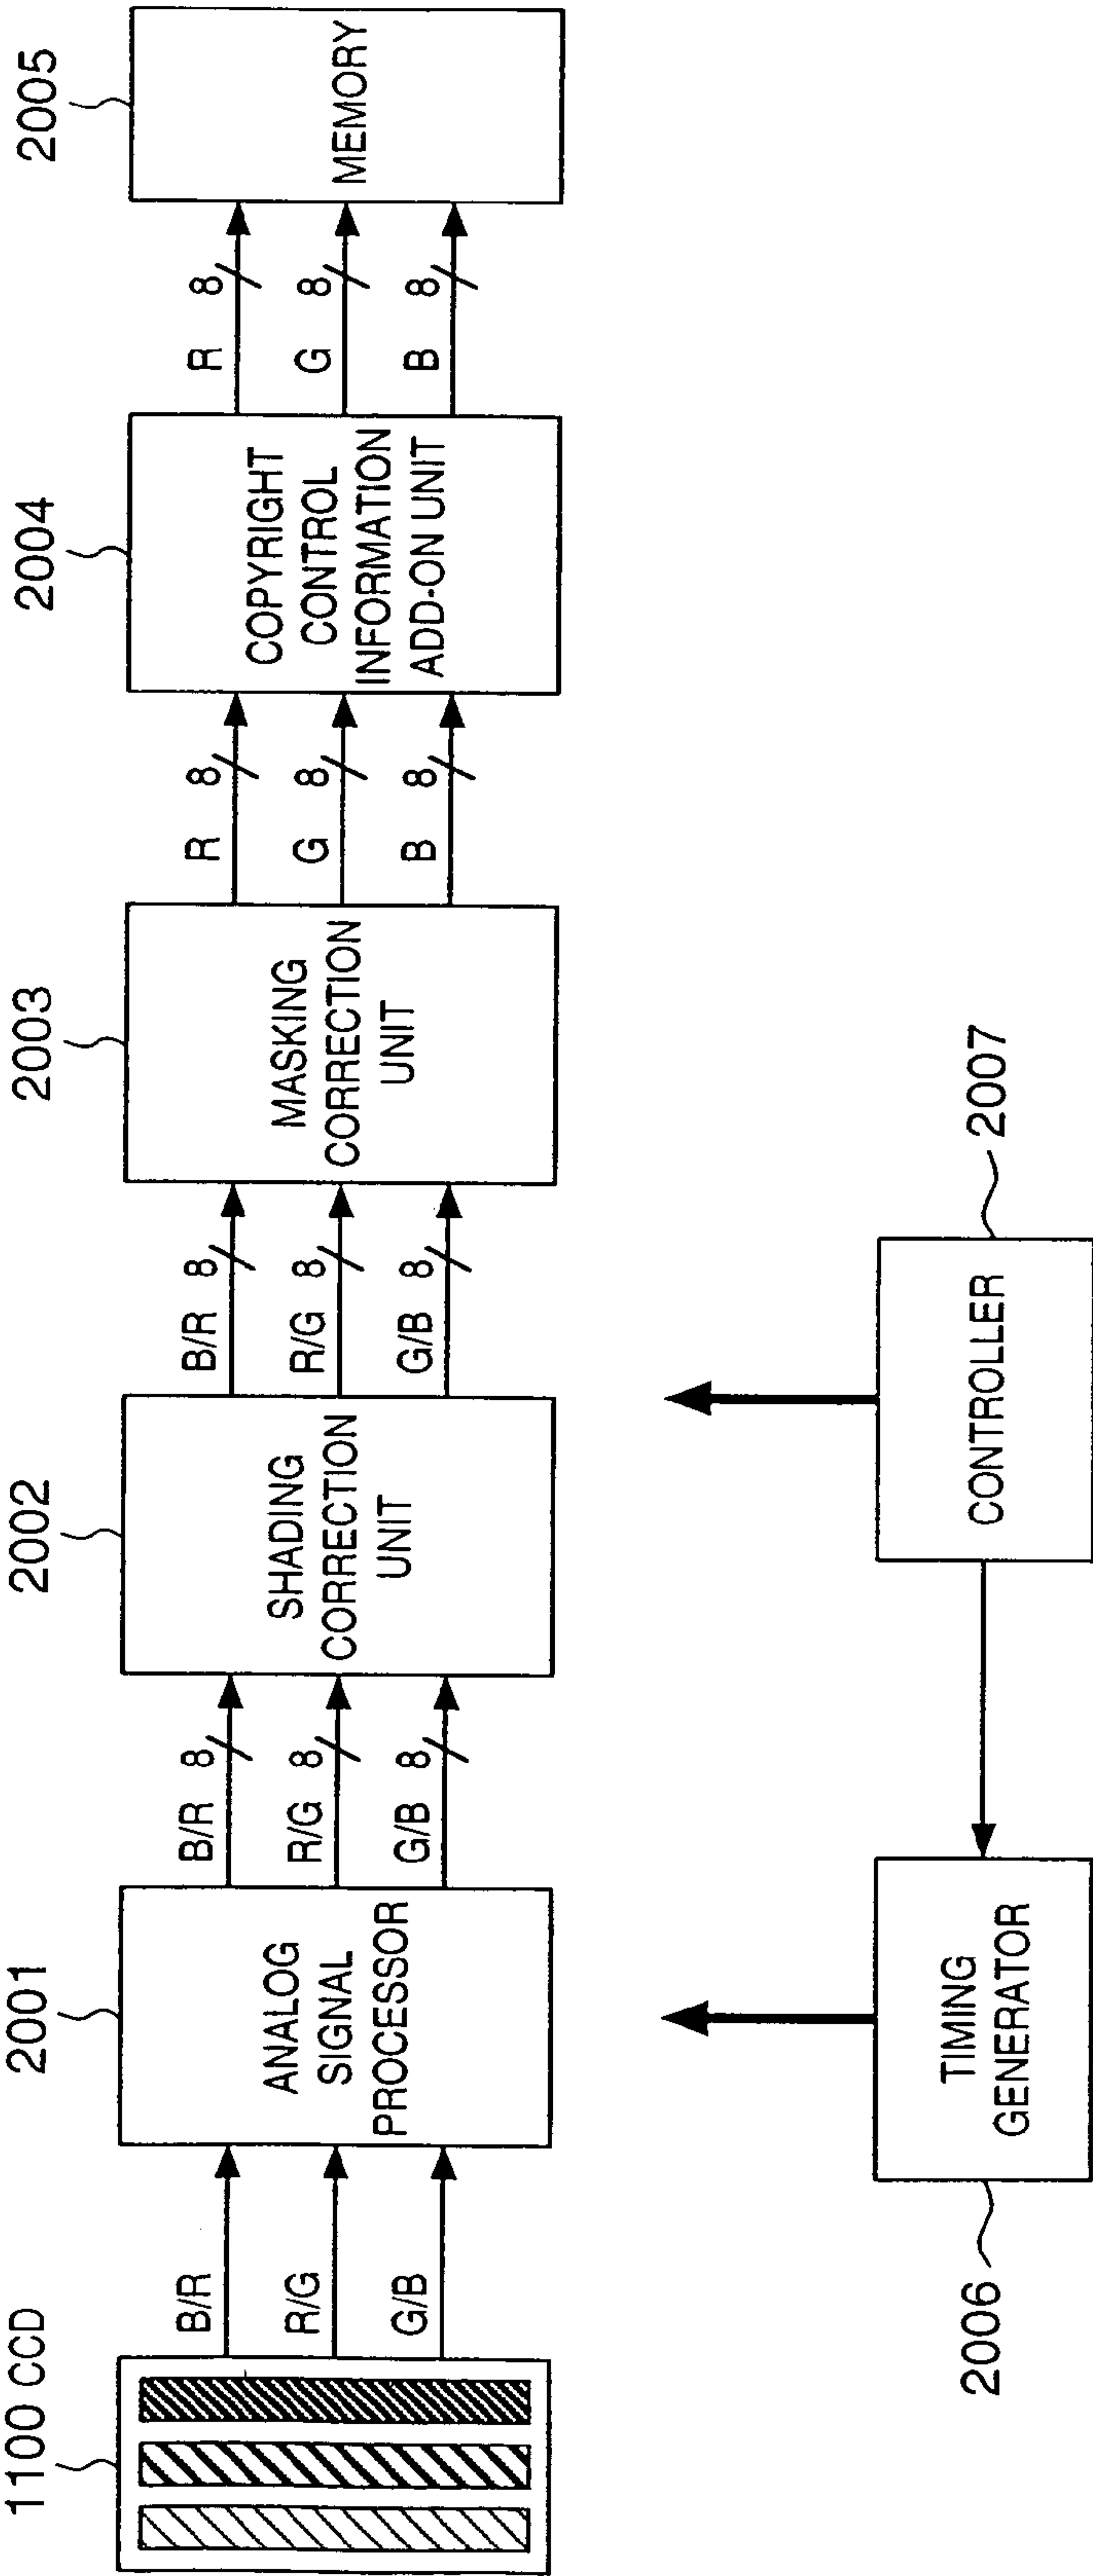 1100 CCD
B/R
R/G
G/B
2001
ANALOG
SIGNAL
PROCESSOR
B/R 8
R/G 8
G/B 8
2002
SHADING
CORRECTION
UNIT
B/R 8
R/G 8
G/B 8
2003
MASKING
CORRECTION
UNIT
R 8
G 8
B 8
2004
COPYRIGHT
CONTROL
INFORMATION
ADD-ON UNIT
R 8
G 8
B 8
2005
MEMORY
2006
TIMING
GENERATOR
CONTROLLER
2007